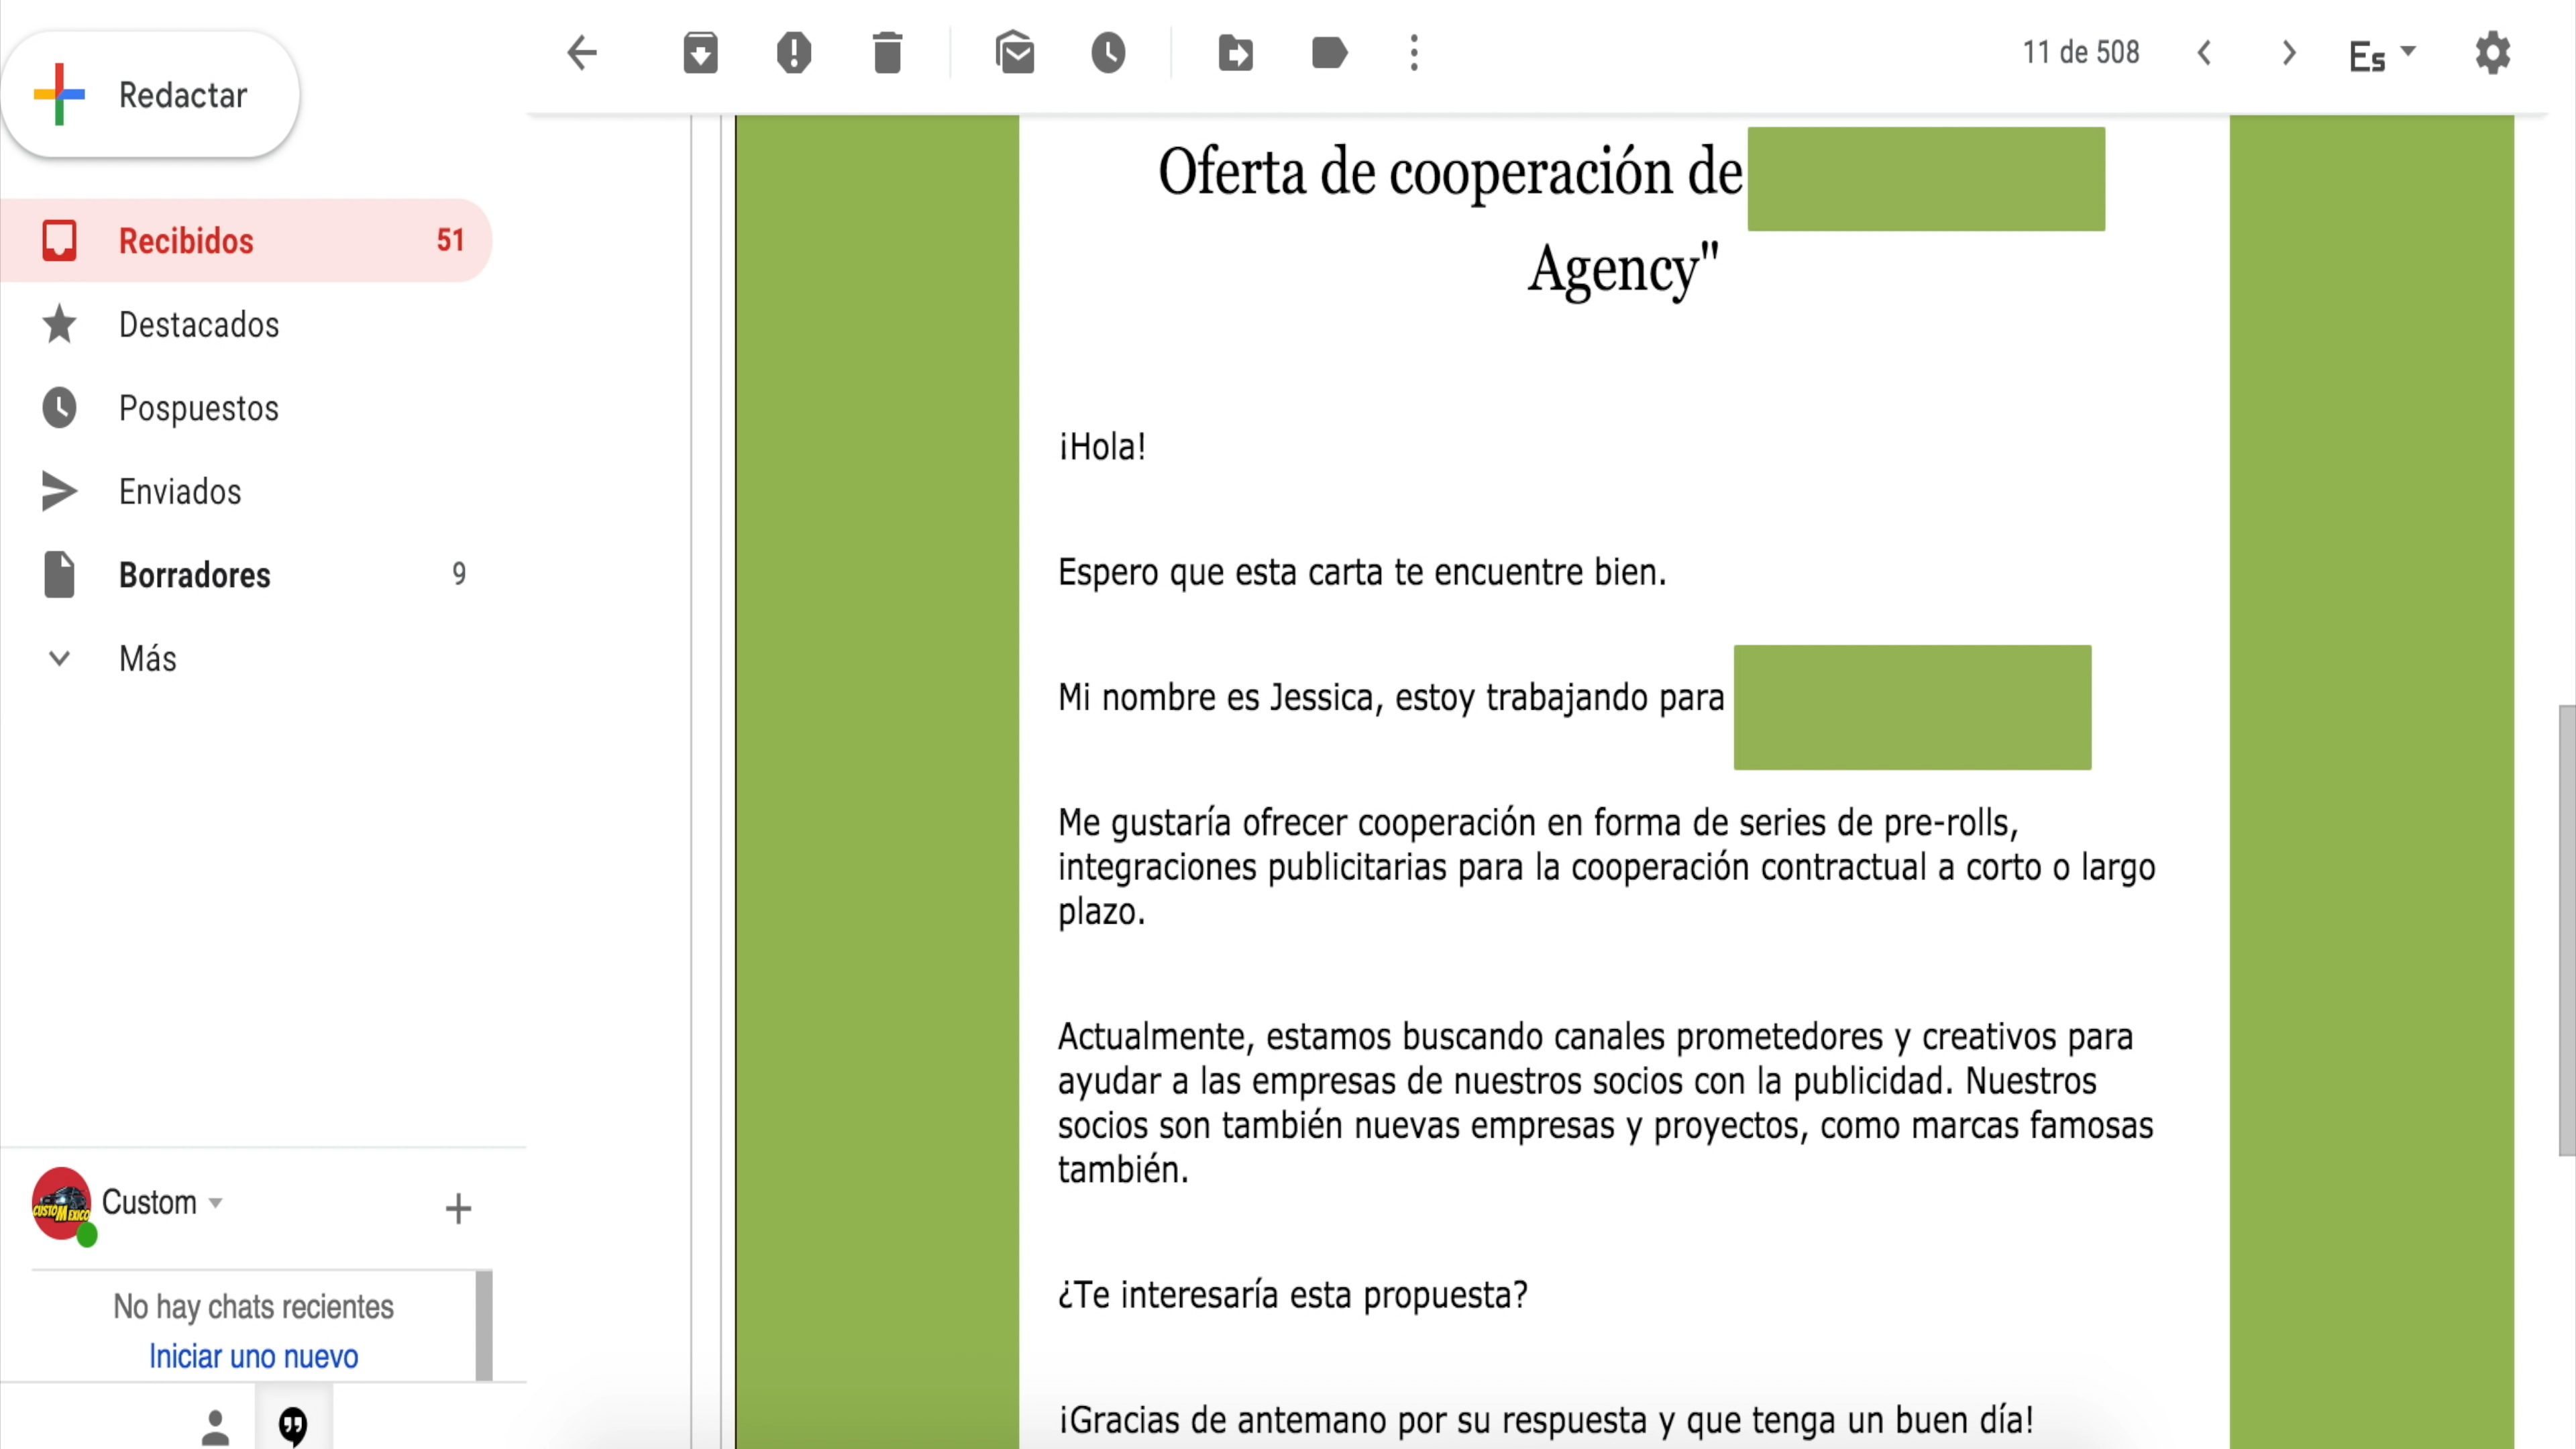 Redactar
11 de 508
Es
Recibidos 51
Destacados
Pospuestos
Enviados
Borradores 9
Más
Custom
CUSTOMEXICO
No hay chats recientes
Iniciar uno nuevo
Oferta de cooperación de
Agency"
¡Hola!
Espero que esta carta te encuentre bien.
Mi nombre es Jessica, estoy trabajando para
Me gustaría ofrecer cooperación en forma de series de pre-rolls,
integraciones publicitarias para la cooperación contractual a corto o largo
plazo.
Actualmente, estamos buscando canales prometedores y creativos para
ayudar a las empresas de nuestros socios con la publicidad. Nuestros
socios son también nuevas empresas y proyectos, como marcas famosas
también.
¿Te interesaría esta propuesta?
¡Gracias de antemano por su respuesta y que tenga un buen día!